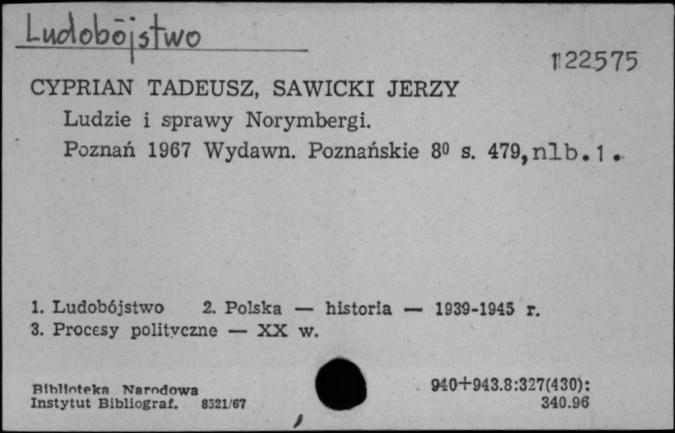 Ludobójstwo
122575
CYPRIAN TADEUSZ, SAWICKI JERZY
Ludzie i sprawy Norymbergi.
Poznań 1967 Wydawn. Poznańskie 8⁰ s. 479, nlb. 1.
1. Ludobójstwo 2. Polska — historia — 1939-1945 r.
3. Procesy polityczne — XX w.
Biblioteka Narodowa
Instytut Bibliograf. 8521/67
940+943.8:327(430):
340.96